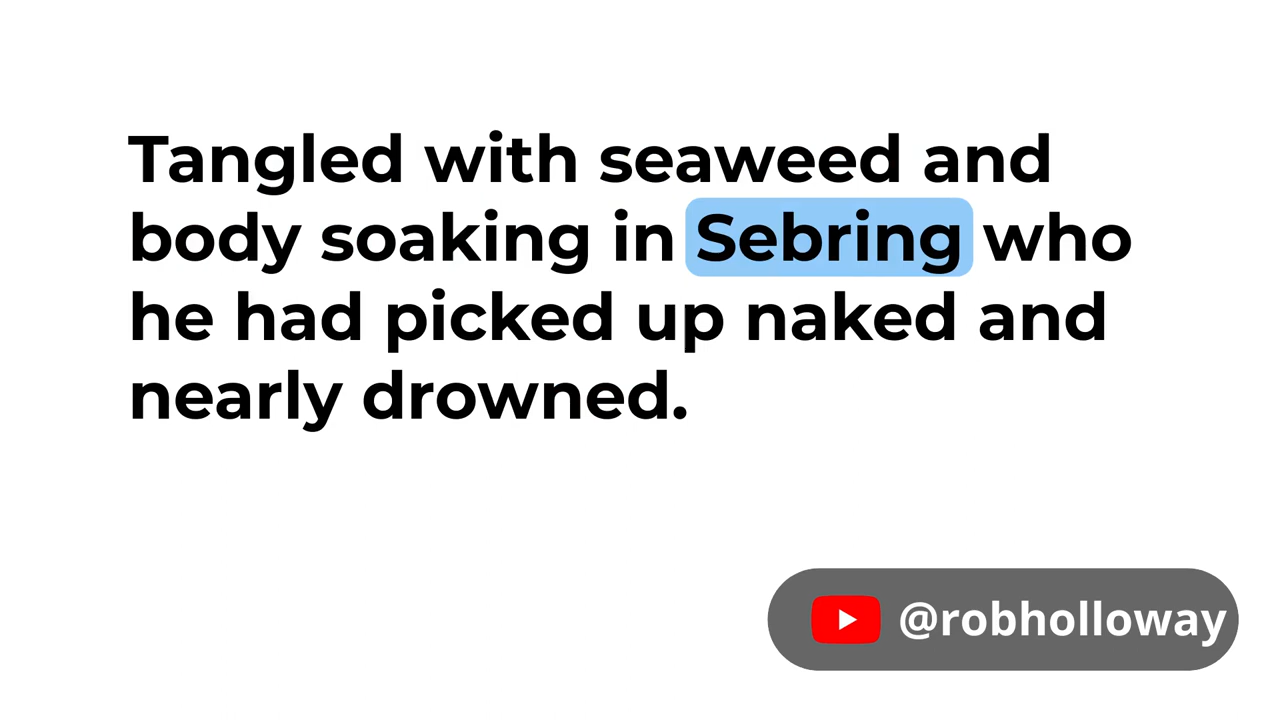 Tangled with seaweed and
body soaking in Sebring who
he had picked up naked and
nearly drowned.
@robholloway